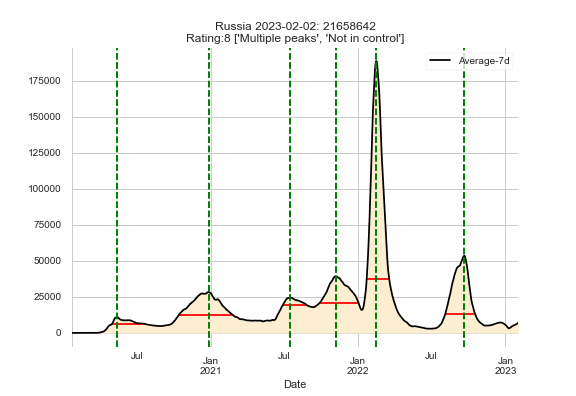 Russia 2023-02-02: 21658642
Rating:8 ['Multiple peaks', 'Not in control']
Average-7d
175000
150000
125000
100000
75000
50000
25000
0
Jul
Jan
2021
Jul
Jan
2022
Jul
Jan
2023
Date